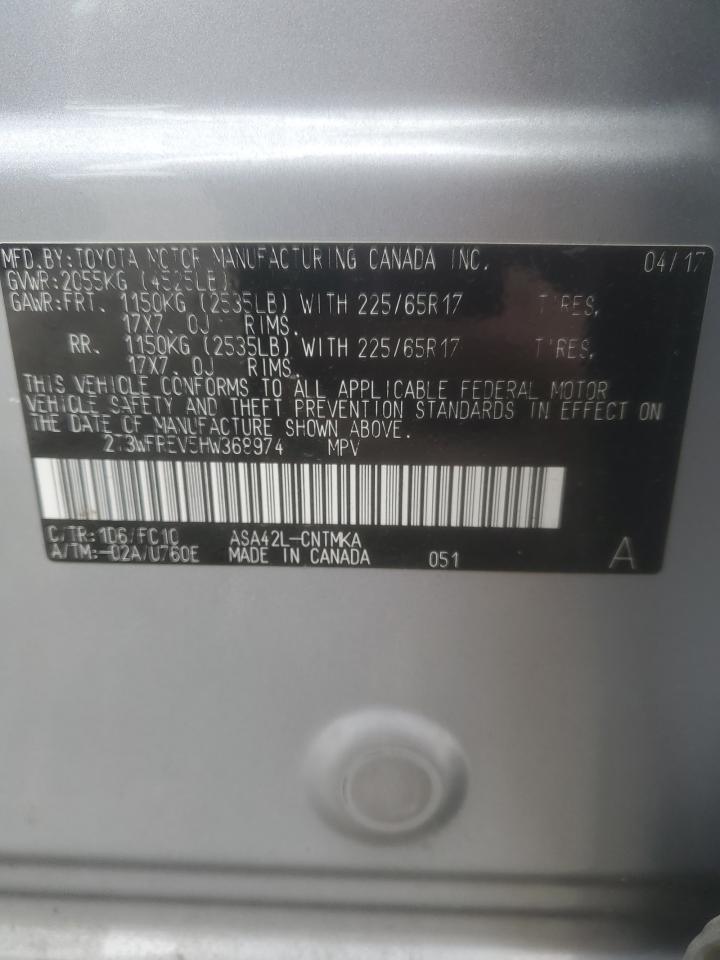 MFD. BY: TOYOTA MOTOR MANUFACTURING CANADA INC. 04/17
GVWR: 2055KG (4525LB)
GAWR: FRT. 1150KG (2535LB) WITH 225/65R17 TIRES,
17X7.0J RIMS.
RR. 1150KG (2535LB) WITH 225/65R17 TIRES,
17X7.0J RIMS.
THIS VEHICLE CONFORMS TO ALL APPLICABLE FEDERAL MOTOR
VEHICLE SAFETY AND THEFT PREVENTION STANDARDS IN EFFECT ON
THE DATE OF MANUFACTURE SHOWN ABOVE.
2T3WFREV5HW368974 MPV
C/TR: 1D6/FC10 ASA42L-CNTMKA
A/TM:-02A/U760E MADE IN CANADA 051 A